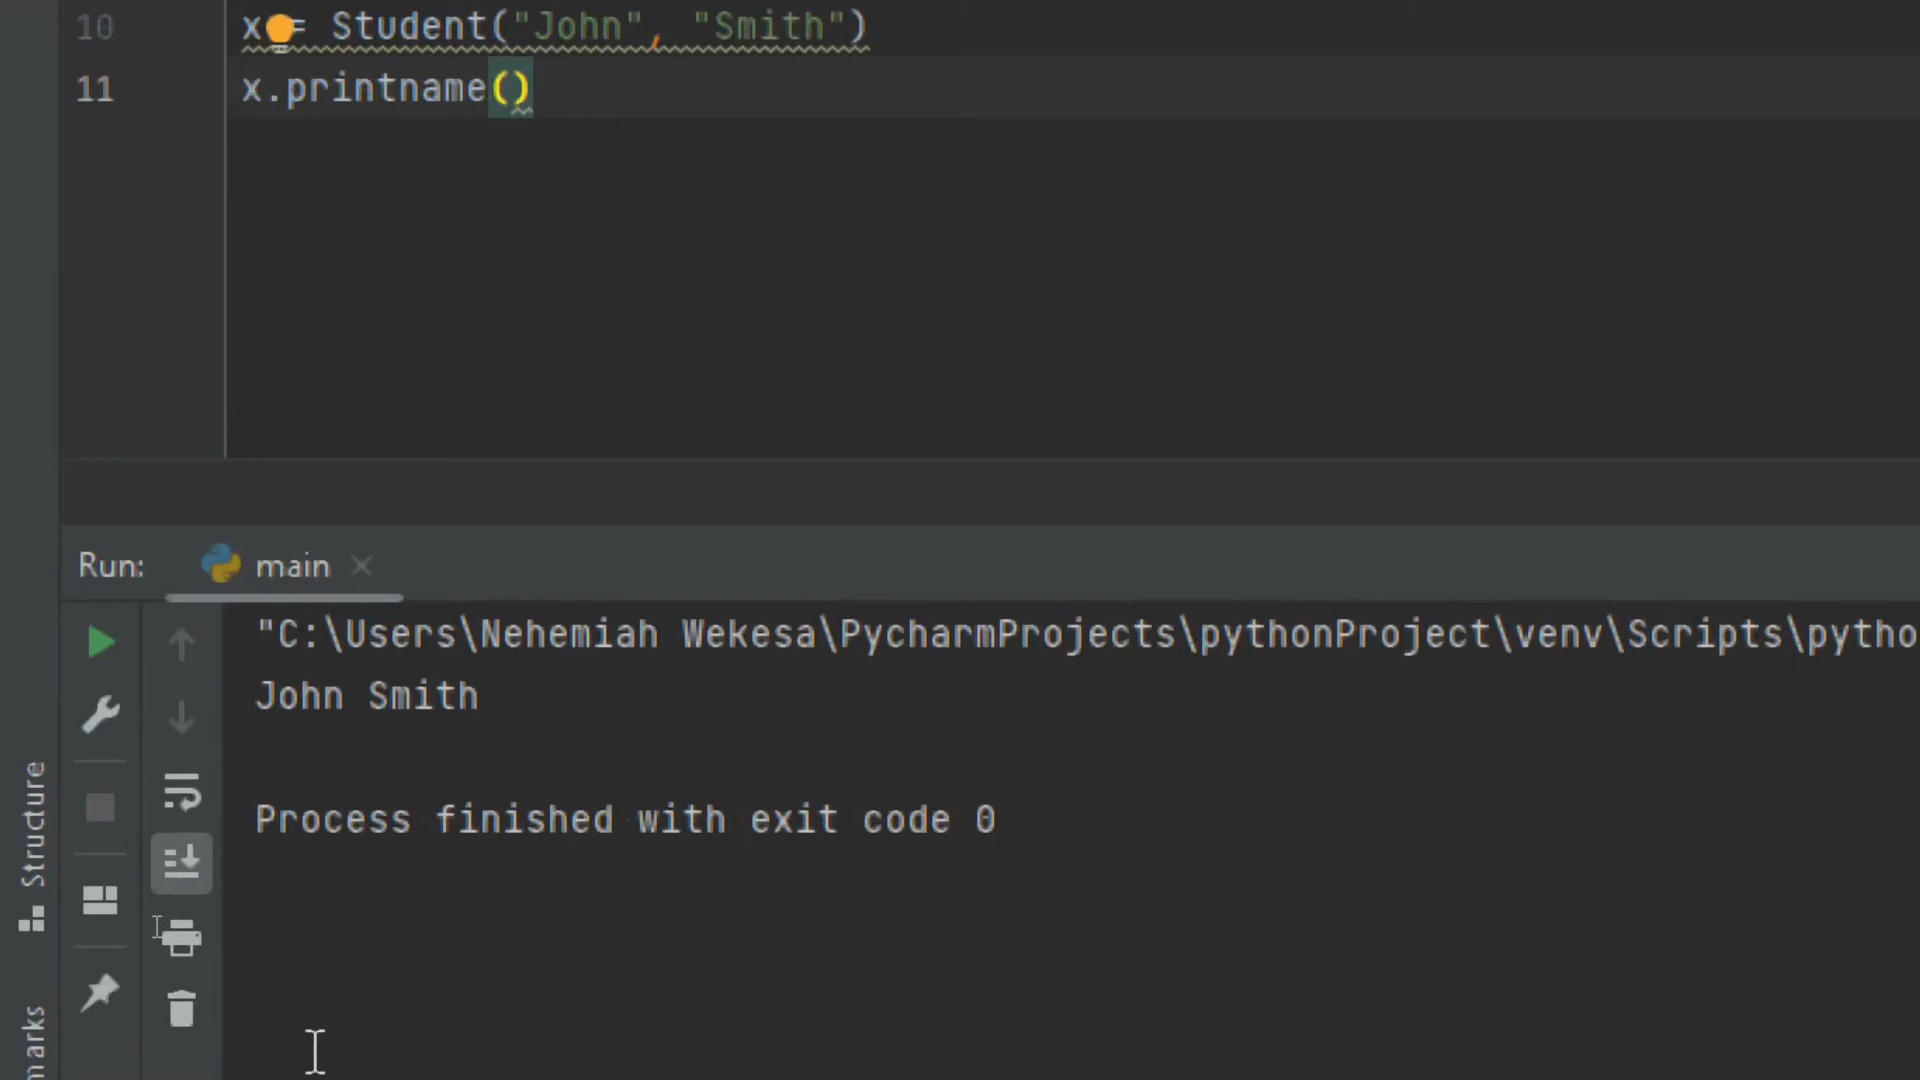 10 x = Student("John", "Smith")
11 x.printname()
Run: main
"C:\Users\Nehemiah Wekesa\PycharmProjects\pythonProject\venv\Scripts\pytho
John Smith
Process finished with exit code 0
Structure
marks